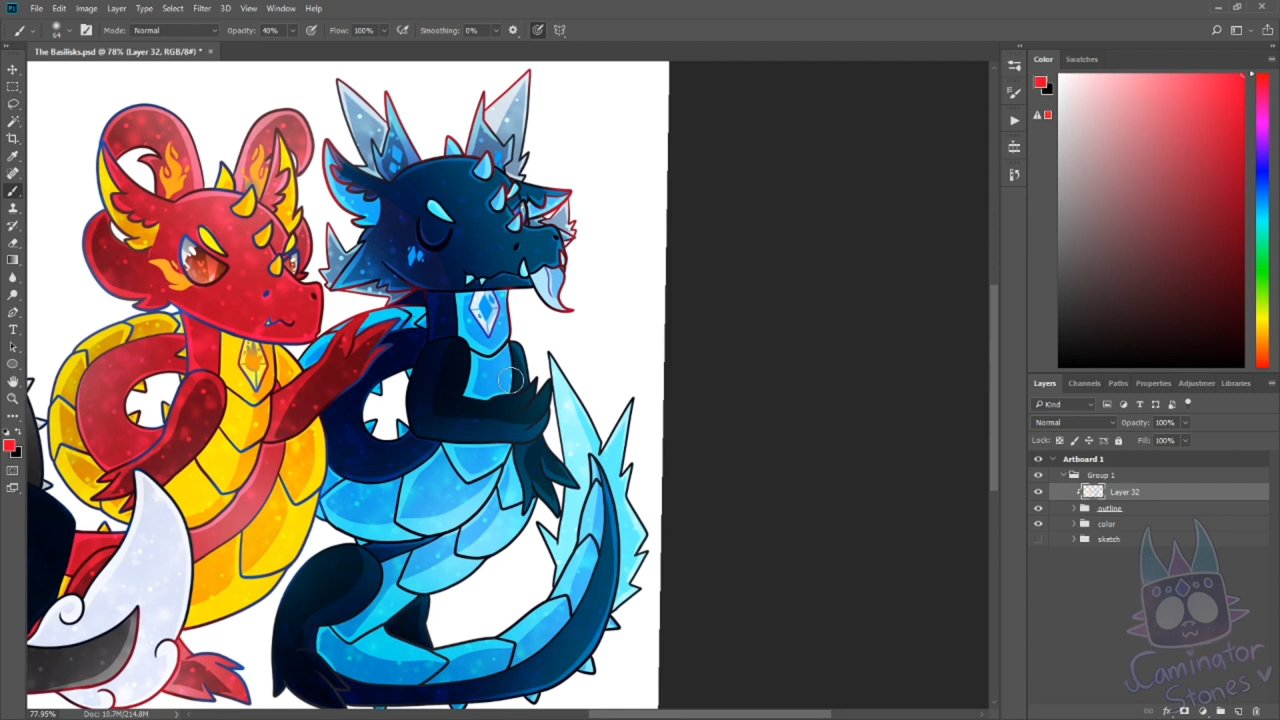 Ps File Edit Image Layer Type Select Filter 3D View Window Help
64 Mode: Normal Opacity: 40% Flow: 100% Smoothing: 0%
The Basilisks.psd @ 78% (Layer 32, RGB/8#) * ×
Color Swatches
Layers Channels Paths Properties Adjustmer Libraries
Kind
Normal Opacity: 100%
Lock: Fill: 100%
Artboard 1
Group 1
Layer 32
outline
color
sketch
Caminator
Stones
77.95% Doc: 10.7M/214.8M